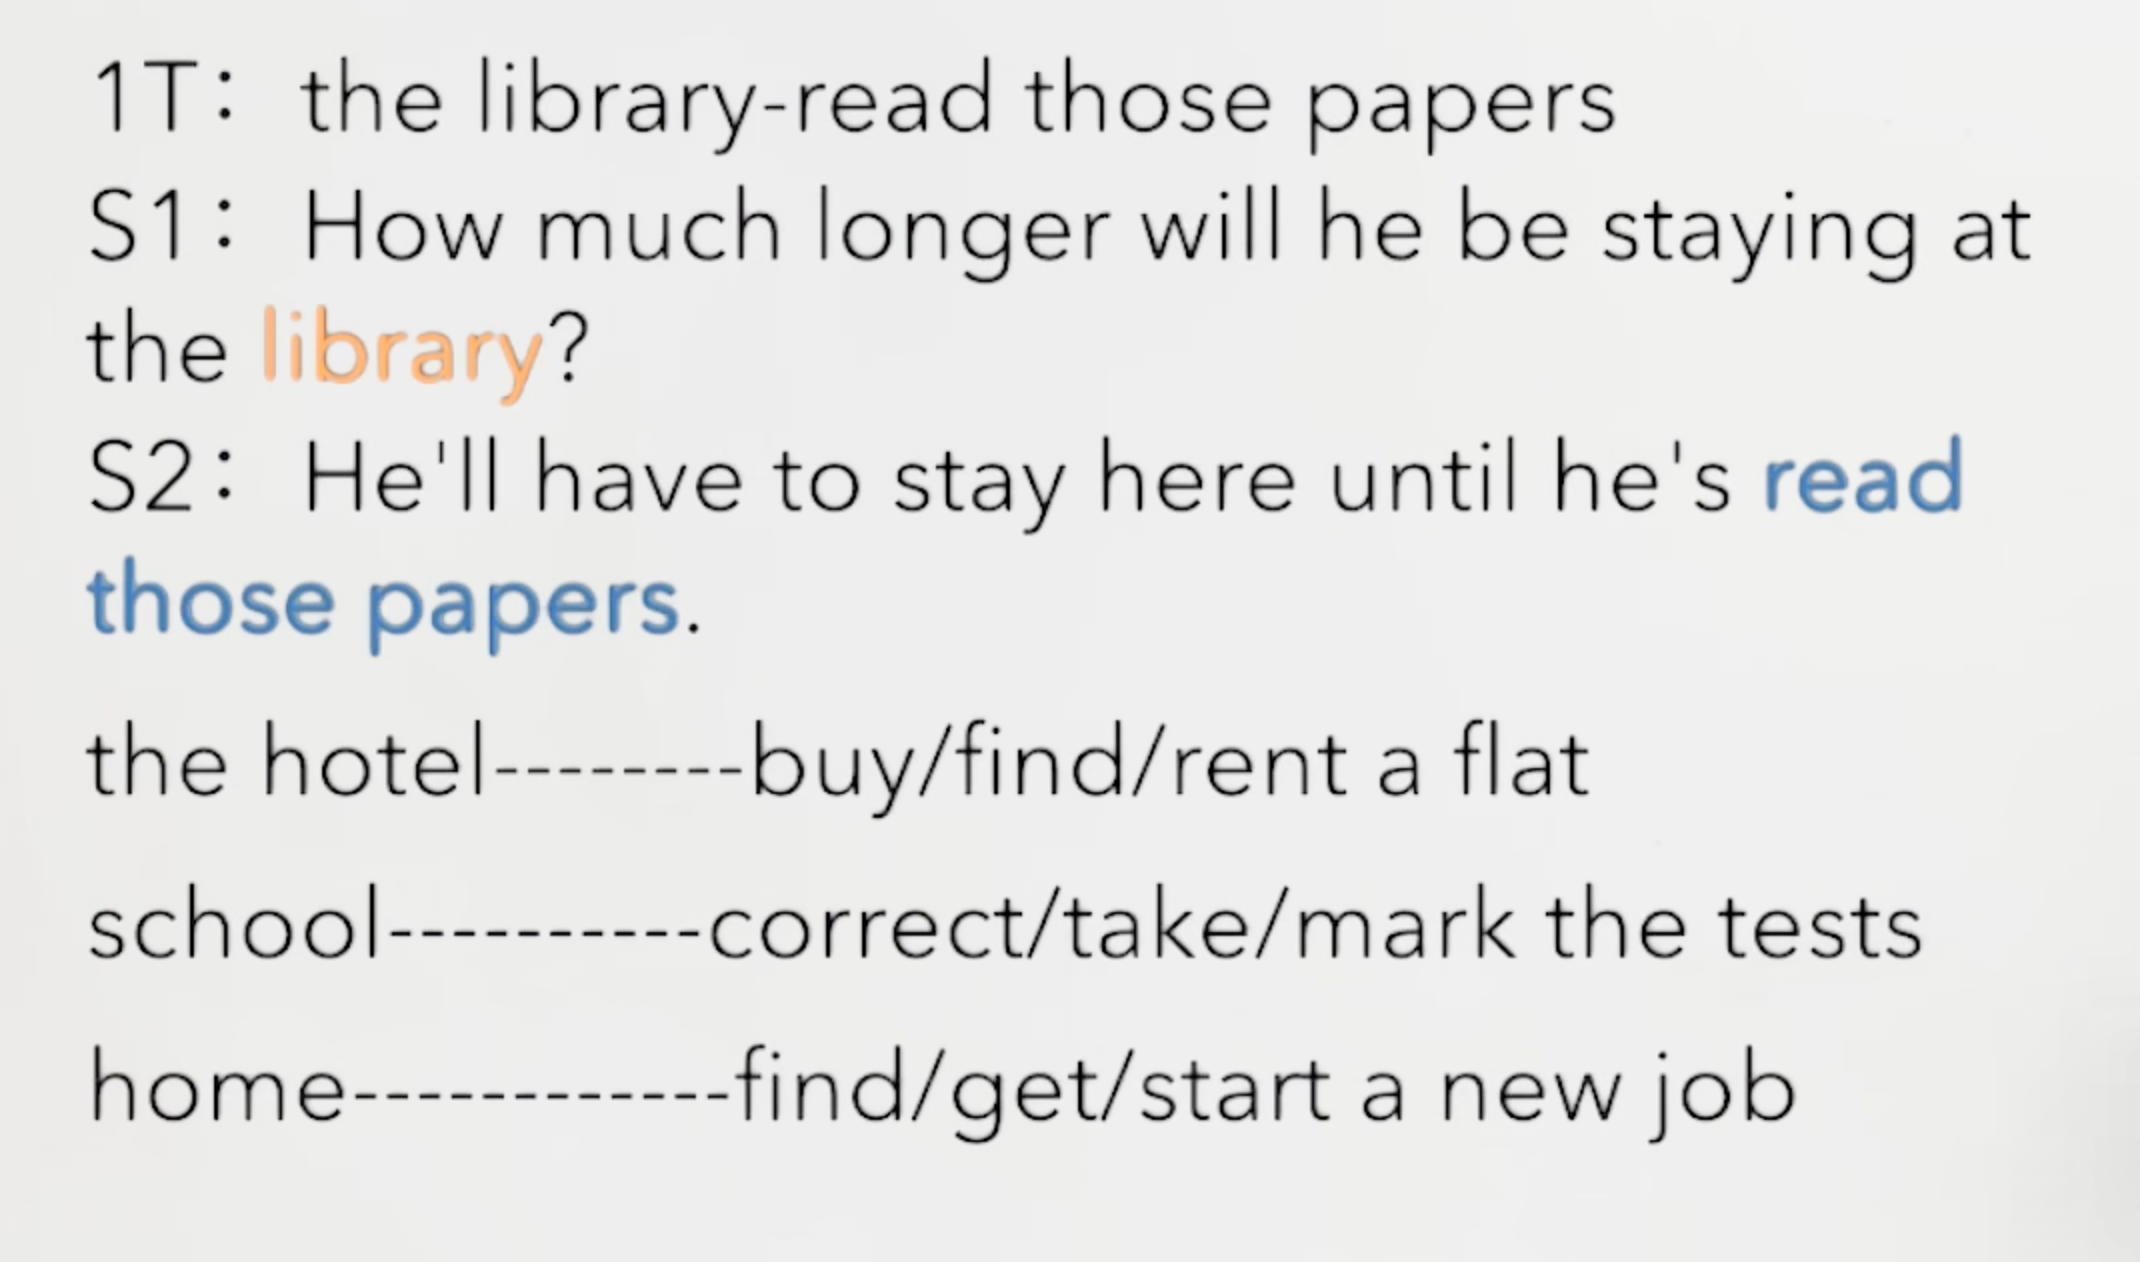 1T: the library-read those papers
S1: How much longer will he be staying at
the library?
S2: He'll have to stay here until he's read
those papers.
the hotel--------buy/find/rent a flat
school----------correct/take/mark the tests
home------------find/get/start a new job